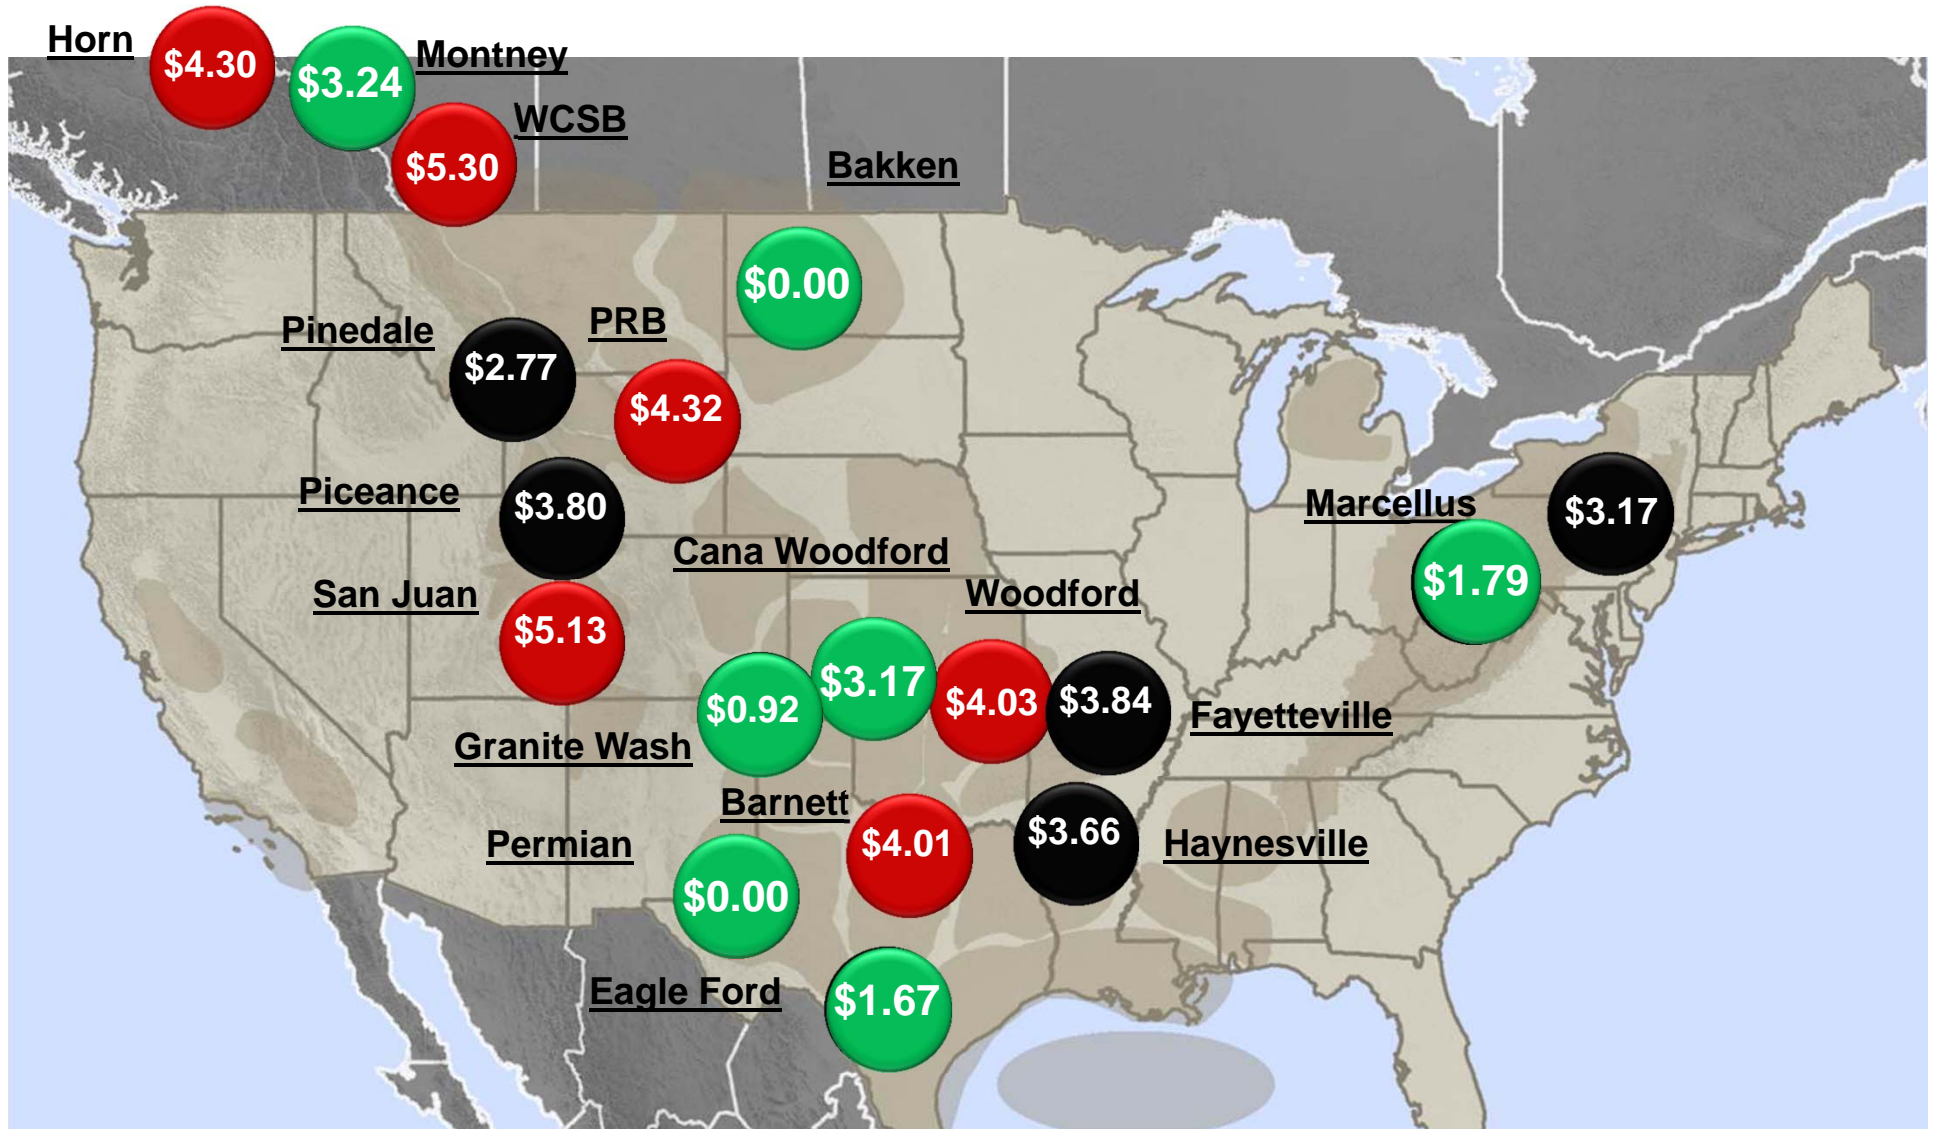 Horn
$4.30
$3.24
Montney
$5.30
WCSB
Bakken
$0.00
Pinedale
$2.77
PRB
$4.32
Piceance
$3.80
Cana Woodford
Marcellus
$3.17
$1.79
San Juan
$5.13
Woodford
$0.92
$3.17
$4.03
$3.84
Fayetteville
Granite Wash
Barnett
$4.01
$3.66
Haynesville
Permian
$0.00
Eagle Ford
$1.67